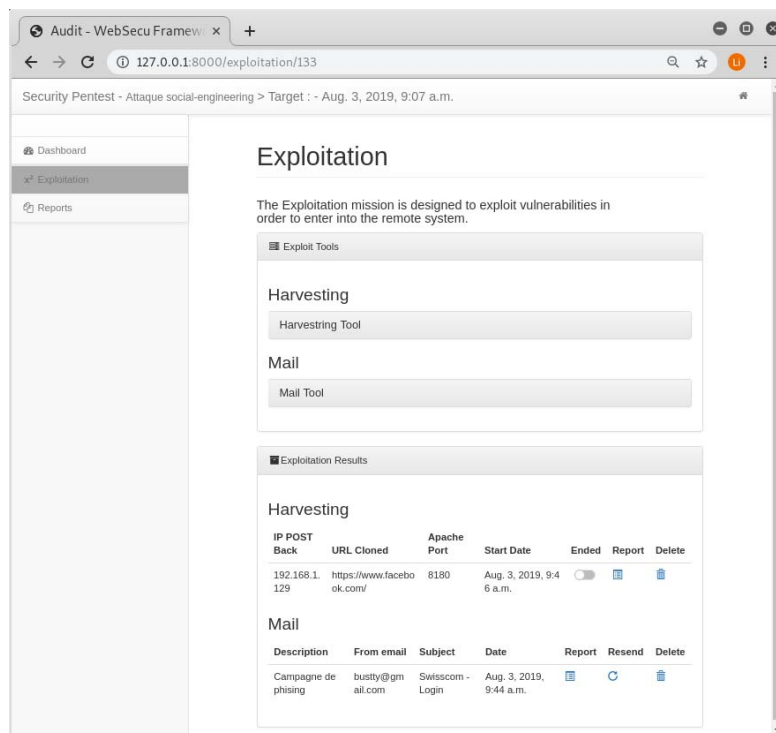 Audit - WebSecu Framew
127.0.0.1:8000/exploitation/133
Li
Security Pentest - Attaque social-engineering > Target : - Aug. 3, 2019, 9:07 a.m.
Dashboard
x² Exploitation
Reports
Exploitation
The Exploitation mission is designed to exploit vulnerabilities in
order to enter into the remote system.
Exploit Tools
Harvesting
Harvestring Tool
Mail
Mail Tool
Exploitation Results
Harvesting
IP POST Apache
Back URL Cloned Port Start Date Ended Report Delete
192.168.1. https://www.facebo 8180 Aug. 3, 2019, 9:4
129 ok.com/ 6 a.m.
Mail
Description From email Subject Date Report Resend Delete
Campagne de bustty@gm Swisscom - Aug. 3, 2019,
phising ail.com Login 9:44 a.m.